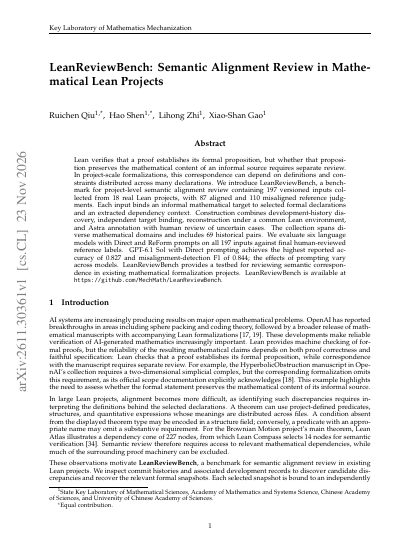 Key Laboratory of Mathematics Mechanization
LeanReviewBench: Semantic Alignment Review in Mathe-
matical Lean Projects
Ruichen Qiu1,*, Hao Shen1,*, Lihong Zhi1, Xiao-Shan Gao1
Abstract
Lean verifies that a proof establishes its formal proposition, but whether that propo-
sition preserves the mathematical content of an informal source requires review.
In project-scale formalizations, this correspondence can depend on definitions and con-
straints distributed across many declarations. We introduce LeanReviewBench, a bench-
mark for project-level semantic alignment review containing 197 versioned inputs col-
lected from 18 real Lean projects, with 87 aligned and 110 misaligned reference judg-
ments. Each input binds an informal mathematical target to selected formal declarations
and an extracted dependency context. Construction combines development-history dis-
covery, independent target binding, reconstruction under a common Lean environment,
and Astra annotation with human review of uncertain cases. The collection spans di-
verse mathematical domains and includes 69 historical pairs. We evaluate six language
models with Direct and ReForm prompts on all 197 inputs against final human-reviewed
reference labels. GPT-6.1 Sol with Direct prompting achieves the highest reported ac-
curacy of 0.827 and misalignment-detection F1 of 0.844; the effects of prompting vary
across models. LeanReviewBench provides a testbed for reviewing semantic correspon-
dence in existing mathematical formalization projects. LeanReviewBench is available at
https://github.com/MechMath/LeanReviewBench.
1 Introduction
AI systems are increasingly producing results on major open mathematical problems. OpenAI has reported
breakthroughs in areas including sphere packing and coding theory, followed by a broader release of math-
ematical manuscripts with accompanying Lean formalizations [17, 19]. These developments make reliable
verification of AI-generated mathematics increasingly important. Lean provides machine checking of for-
mal proofs, but the reliability of the resulting mathematical claims depends on both proof correctness and
faithful specification: Lean checks that a proof establishes its formal proposition, while correspondence
with the manuscript requires separate review. For example, the HyperbolicObstruction manuscript in Ope-
nAI's collection requires a two-dimensional simplicial complex, but the corresponding formalization omits
this requirement, as its official scope documentation explicitly acknowledges [18]. This example highlights
the need to assess whether the formal statement preserves the mathematical content of its informal source.
In large Lean projects, alignment becomes more difficult, as identifying such discrepancies requires in-
terpreting the definitions behind the selected declarations. A theorem can use project-defined predicates,
structures, and quantitative expressions whose meanings are distributed across files. A condition absent
from the displayed theorem type may be encoded in a structure field; conversely, a predicate with an appro-
priate name may omit a substantive requirement. For the Brownian Motion project's main theorem, Lean
Atlas illustrates a dependency cone of 227 nodes, from which Lean Compass selects 14 nodes for semantic
verification [34]. Semantic review therefore requires access to relevant mathematical dependencies, while
much of the surrounding proof machinery can be excluded.
These observations motivate LeanReviewBench, a benchmark for semantic alignment review in existing
Lean projects. We inspect commit histories and associated development records to discover candidate dis-
crepancies and recover the relevant formal snapshots. Each selected snapshot is bound to an independently
1State Key Laboratory of Mathematical Sciences, Academy of Mathematics and Systems Science, Chinese Academy
of Sciences, and University of Chinese Academy of Sciences.
*Equal contribution.
1
arXiv:2611.30361v1 [cs.CL] 23 Nov 2026